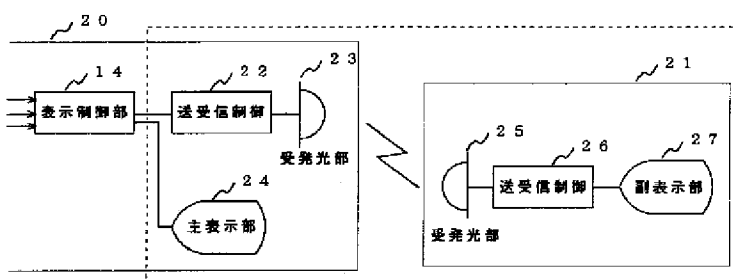 ２０
１４
表示制御部
２２
送受信制御
２３
受発光部
２４
主表示部
２１
２５
受発光部
２６
送受信制御
２７
副表示部